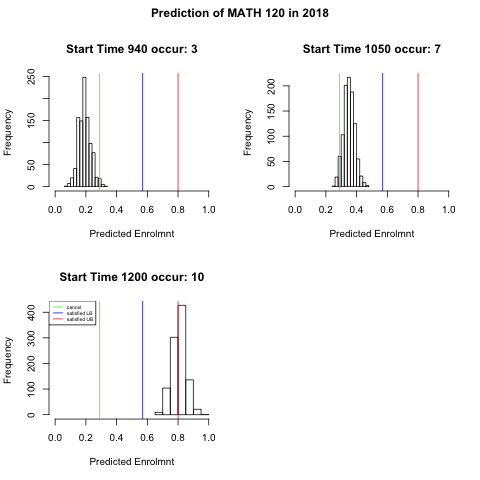 Prediction of MATH 120 in 2018
Start Time 940 occur: 3
Frequency
0 50 150 250
0.0 0.2 0.4 0.6 0.8 1.0
Predicted Enrolmnt
Start Time 1050 occur: 7
Frequency
0 50 100 200
0.0 0.2 0.4 0.6 0.8 1.0
Predicted Enrolmnt
Start Time 1200 occur: 10
cancel
satisfied LB
satisfied UB
Frequency
0 100 200 300 400
0.0 0.2 0.4 0.6 0.8 1.0
Predicted Enrolmnt